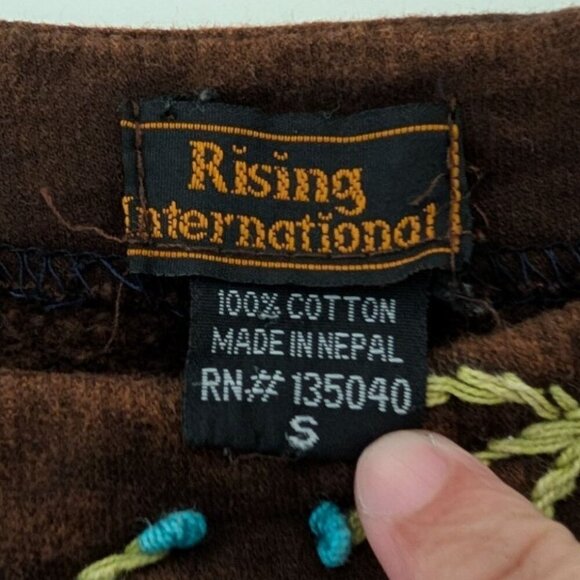 Rising
International
100% COTTON
MADE IN NEPAL
RN# 135040
S